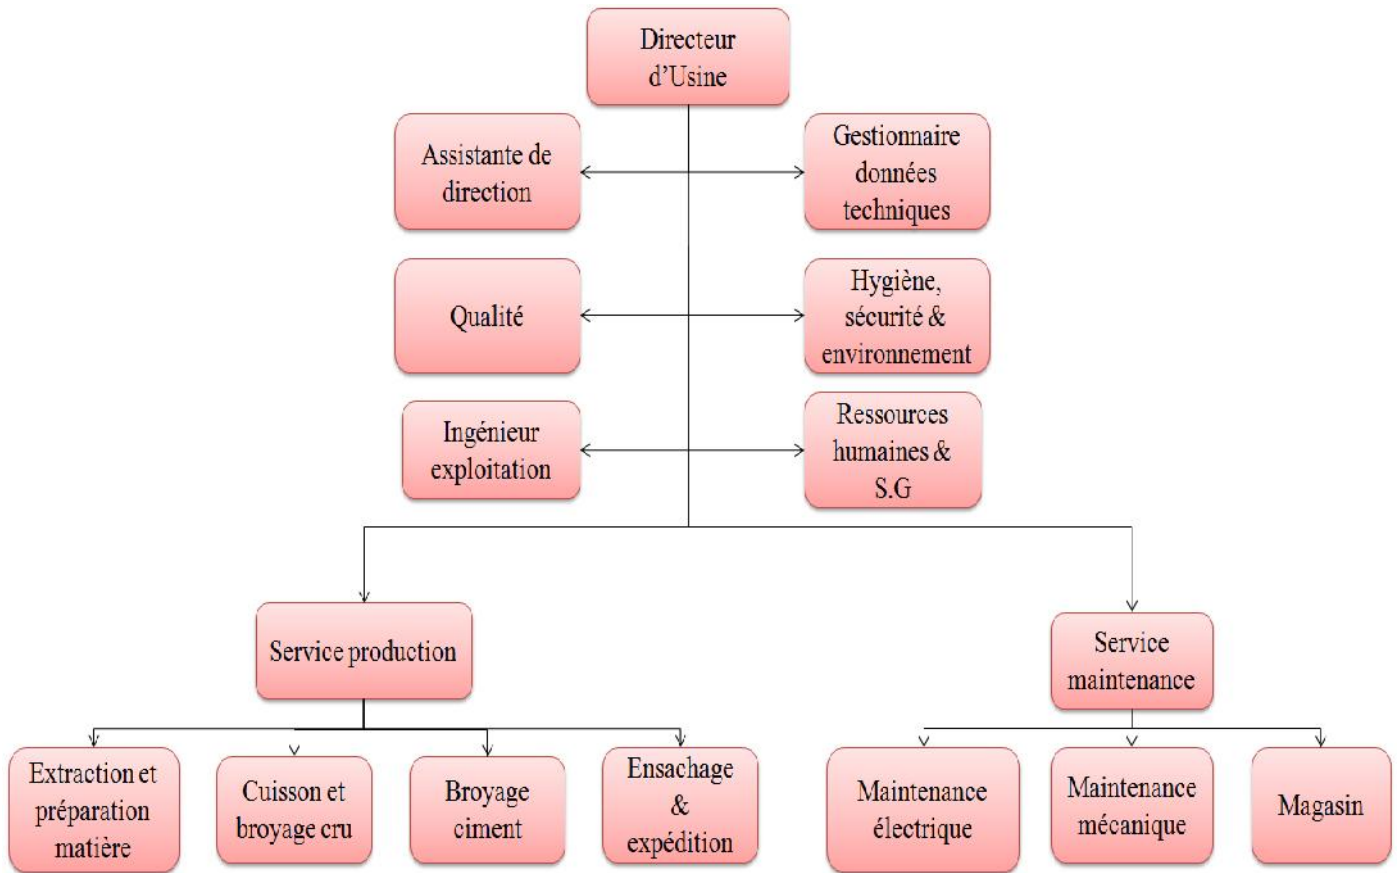 Directeur
d'Usine
Assistante de
direction
Gestionnaire
données
techniques
Qualité
Hygiène,
sécurité &
environnement
Ingénieur
exploitation
Ressources
humaines &
S.G
Service production
Service
maintenance
Extraction et
préparation
matière
Cuisson et
broyage cru
Broyage
ciment
Ensachage
&
expédition
Maintenance
électrique
Maintenance
mécanique
Magasin